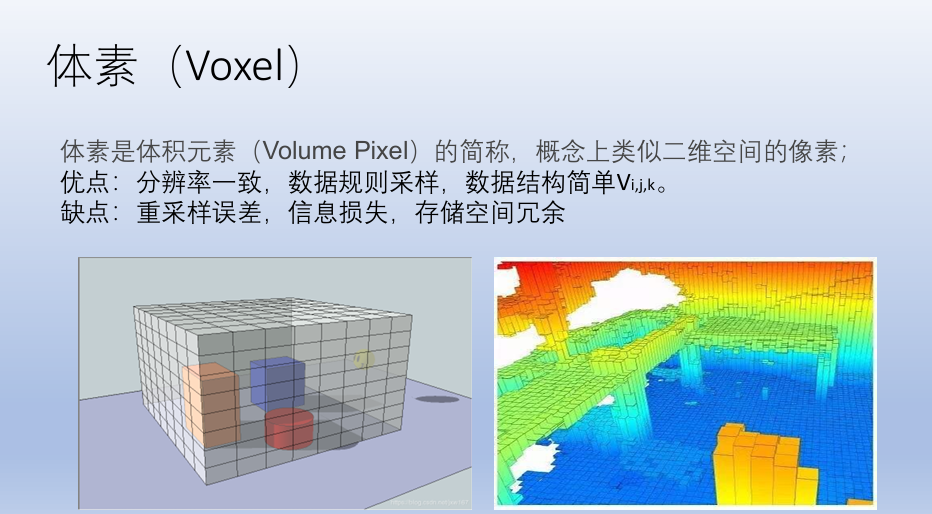 体素（Voxel）
体素是体积元素（Volume Pixel）的简称，概念上类似二维空间的像素；
优点：分辨率一致，数据规则采样，数据结构简单Vi,j,k。
缺点：重采样误差，信息损失，存储空间冗余